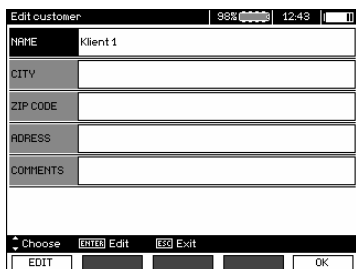 Edit customer 98% 12:43
NAME Klient 1
CITY
ZIP CODE
ADRESS
COMMENTS
Choose ENTER Edit ESC Exit
EDIT OK